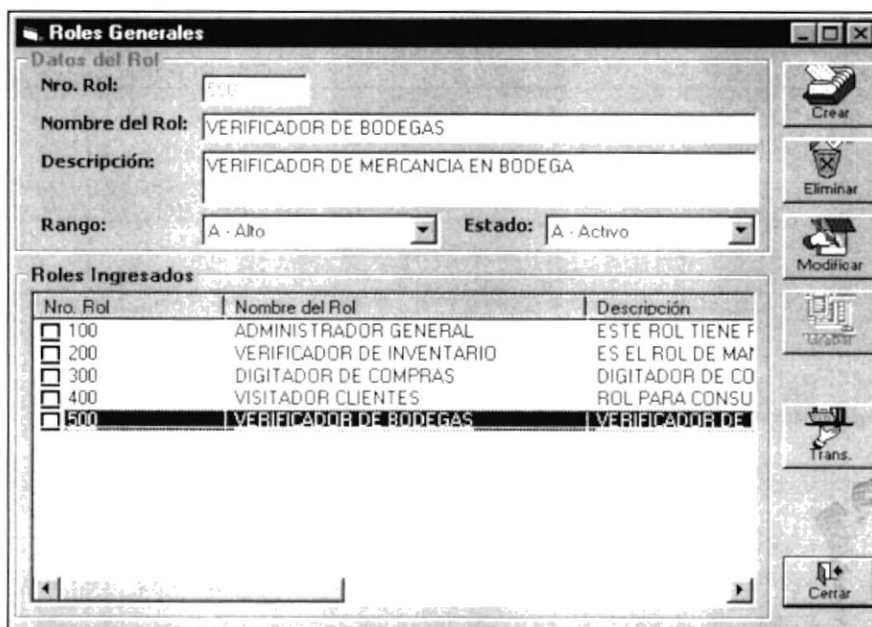 Roles Generales
Datos del Rol
Nro. Rol: 500
Nombre del Rol: VERIFICADOR DE BODEGAS
Descripción: VERIFICADOR DE MERCANCIA EN BODEGA
Rango: A - Alto Estado: A - Activo
Crear
Eliminar
Modificar
Grabar
Trans.
Cerrar
Roles Ingresados
Nro. Rol Nombre del Rol Descripción
100 ADMINISTRADOR GENERAL ESTE ROL TIENE
200 VERIFICADOR DE INVENTARIO ES EL ROL DE MAN
300 DIGITADOR DE COMPRAS DIGITADOR DE CO
400 VISITADOR CLIENTES ROL PARA CONSU
500 VERIFICADOR DE BODEGAS VERIFICADOR DE